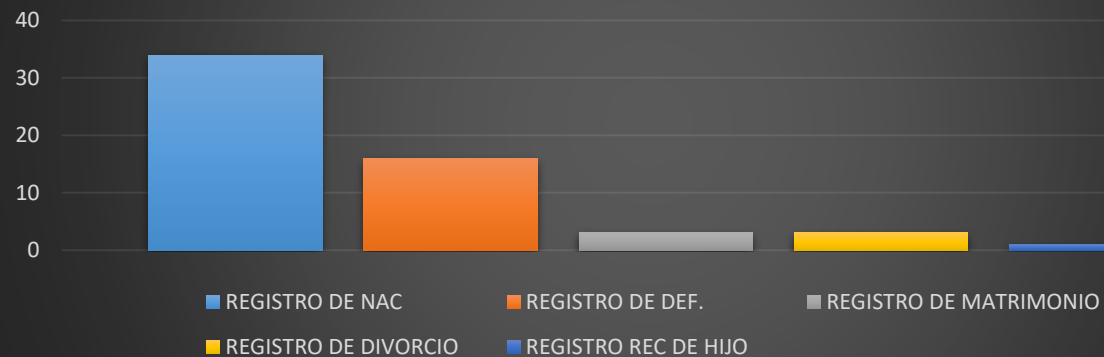 40
30
20
10
0
REGISTRO DE NAC REGISTRO DE DEF. REGISTRO DE MATRIMONIO
REGISTRO DE DIVORCIO REGISTRO REC DE HIJO